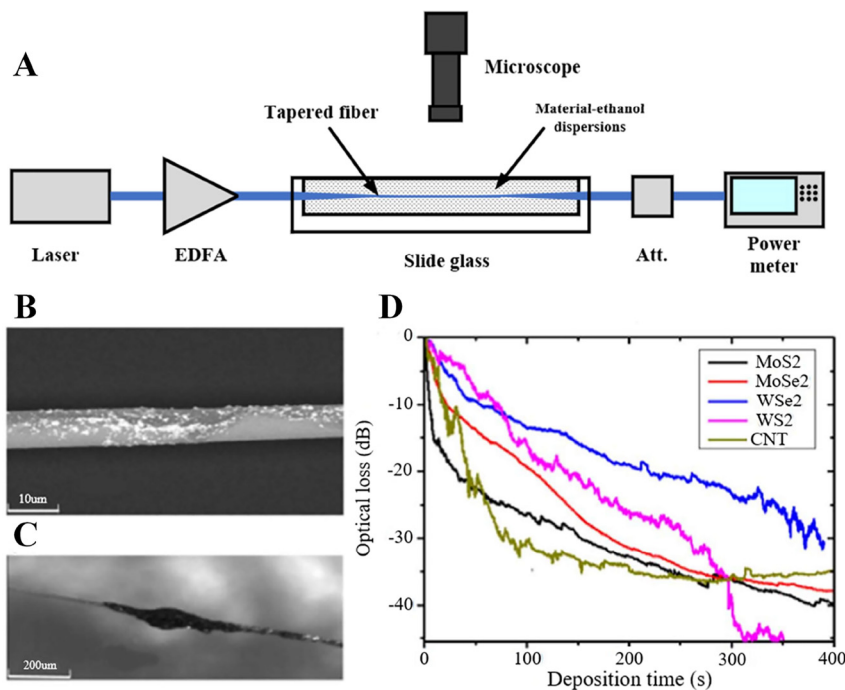 A
Microscope
Tapered fiber
Material-ethanol
dispersions
Laser
EDFA
Slide glass
Att.
Power
meter
B
10um
C
200um
D
0
-10
-20
-30
-40
Optical loss (dB)
MoS2
MoSe2
WSe2
WS2
CNT
0
100
200
300
400
Deposition time (s)